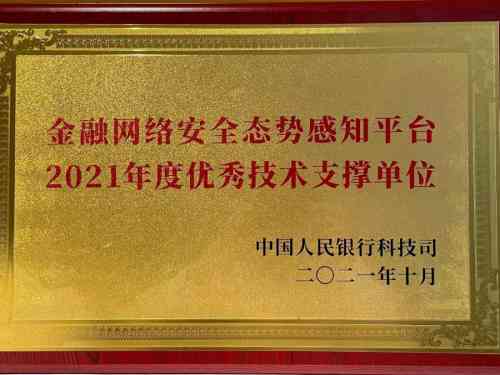 金融网络安全态势感知平台
2021年度优秀技术支撑单位
中国人民银行科技司
二〇二一年十月